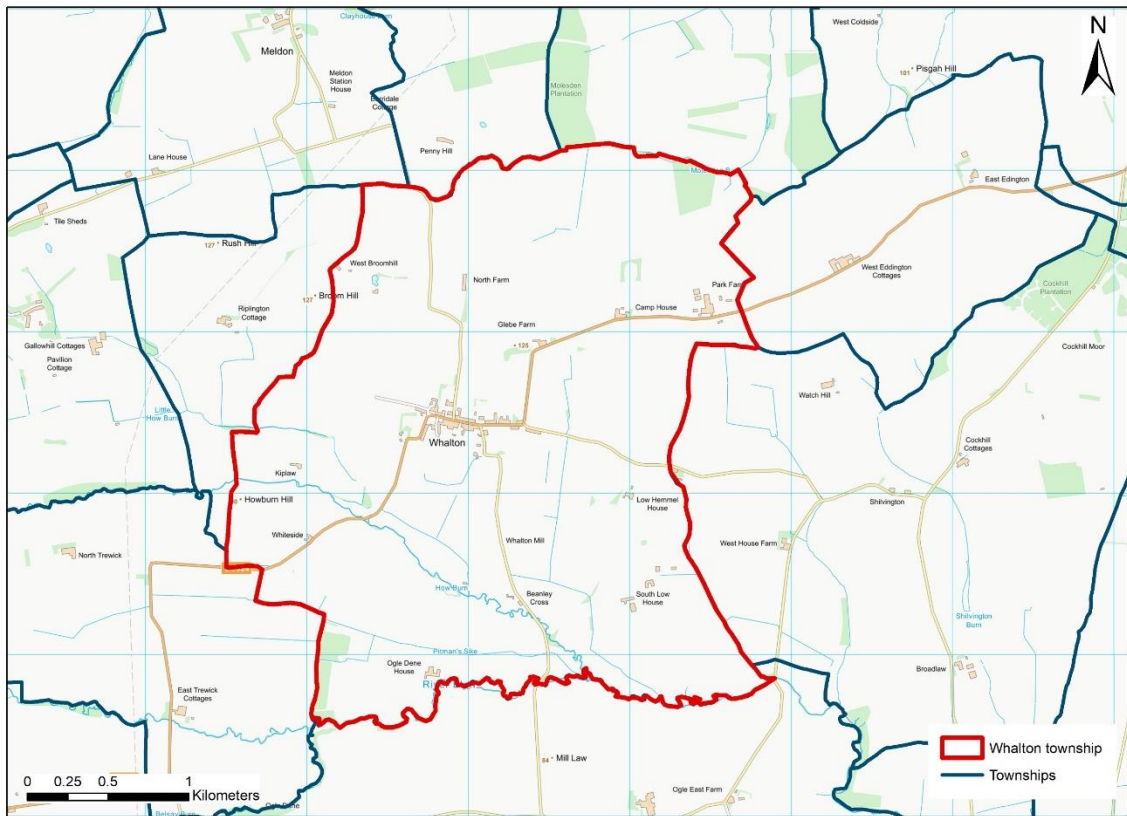 West Coldside
Clayhouse Burn
N
Meldon
101 Pisgah Hill
Meldon
Station
House
Molesden
Plantation
Cottage
Penny Hill
Lane House
East Edington
Tile Sheds
127 Rush Hill
West Broomhill
West Eddington
Cottages
North Farm
Cockhill
Plantation
127 Broom Hill
Park Farm
Camp House
Riplington
Cottage
Glebe Farm
135
Gallowhill Cottages
Pavilion
Cottage
Cockhill Moor
Watch Hill
Little
How Burn
Whalton
Cockhill
Cottages
Kiplaw
Howburn Hill
Low Hemmel
House
Shilvington
Whiteside
Whalton Mill
West House Farm
North Trewick
How Burn
Beanley
Cross
South Low
House
Shilvington
Burn
Pitman's Sike
Ogle Dene
House
Broadlaw
East Trewick
Cottages
Whalton township
84 Mill Law
Townships
0 0.25 0.5 1
Kilometers
Ogle East Farm